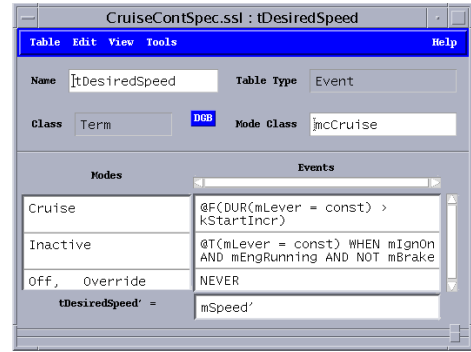 CruiseContSpec.ssl : tDesiredSpeed
Table Edit View Tools Help
Name tDesiredSpeed Table Type Event
Class Term DGB Mode Class mcCruise
Modes Events
Cruise @F(DUR(mLever = const) >
kStartIncr)
Inactive @T(mLever = const) WHEN mIgnOn
AND mEngRunning AND NOT mBrake
Off, Override NEVER
tDesiredSpeed' = mSpeed'